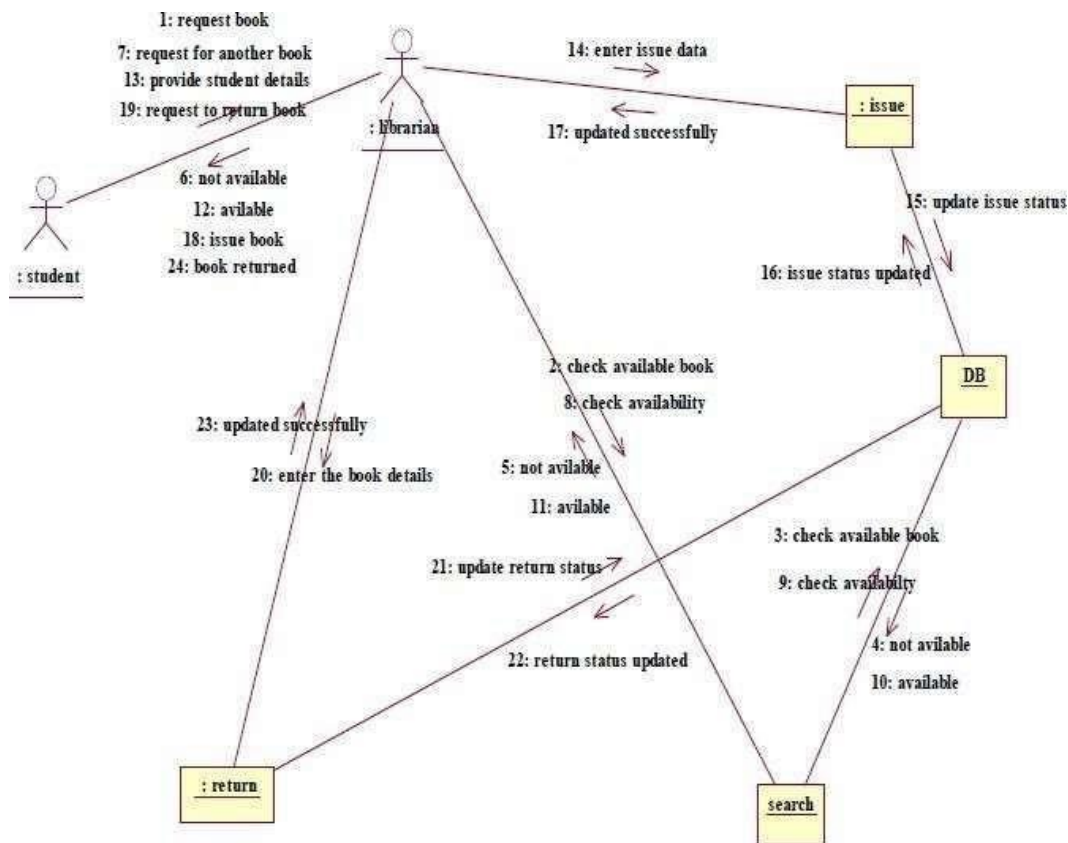 1: request book
7: request for another book
13: provide student details
19: request to return book
: librarian
14: enter issue data
17: updated successfully
: issue
6: not available
12: avilable
18: issue book
24: book returned
: student
15: update issue status
16: issue status updated
DB
2: check available book
8: check availability
5: not avilable
11: avilable
23: updated successfully
20: enter the book details
3: check available book
9: check availabilty
4: not avilable
10: available
21: update return status
22: return status updated
: return
search